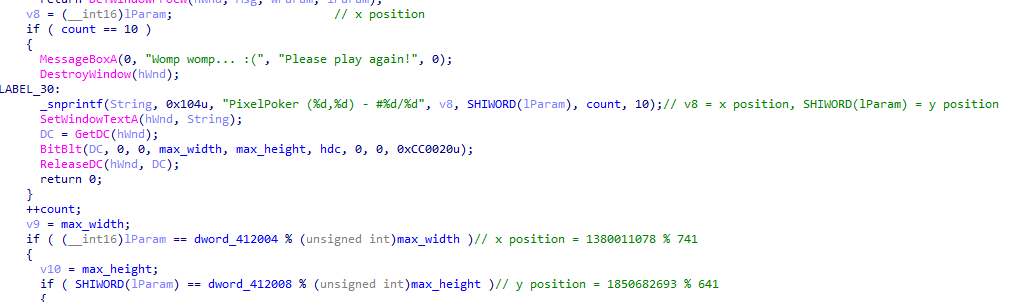 return DefWindowProcW(hWnd, Msg, wParam, lParam);
v8 = (__int16)lParam; // x position
if ( count == 10 )
{
MessageBoxA(0, "Womp womp... :(", "Please play again!", 0);
DestroyWindow(hWnd);
LABEL_30:
_snprintf(String, 0x104u, "PixelPoker (%d,%d) - #%d/%d", v8, SHIWORD(lParam), count, 10);// v8 = x position, SHIWORD(lParam) = y position
SetWindowTextA(hWnd, String);
DC = GetDC(hWnd);
BitBlt(DC, 0, 0, max_width, max_height, hdc, 0, 0, 0xCC0020u);
ReleaseDC(hWnd, DC);
return 0;
}
++count;
v9 = max_width;
if ( (__int16)lParam == dword_412004 % (unsigned int)max_width )// x position = 1380011078 % 741
{
v10 = max_height;
if ( SHIWORD(lParam) == dword_412008 % (unsigned int)max_height )// y position = 1850682693 % 641
{